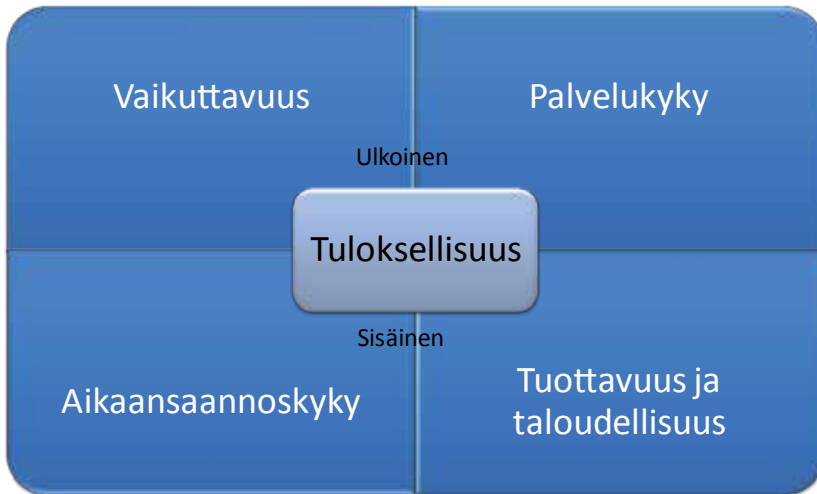 Vaikuttavuus
Palvelukyky
Ulkoinen
Tuloksellisuus
Sisäinen
Aikaansaannoskyky
Tuottavuus ja
taloudellisuus